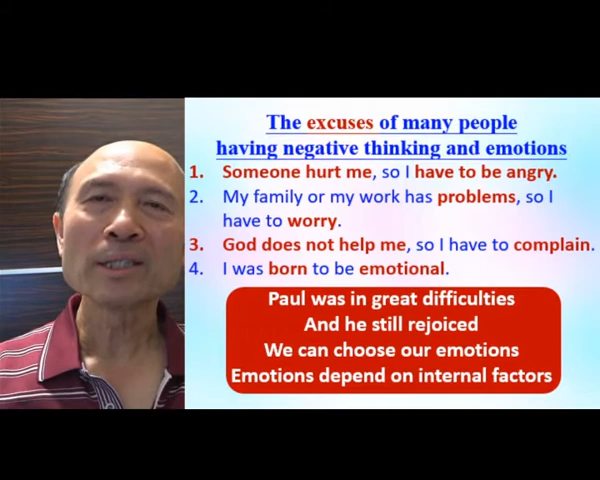 The excuses of many people
having negative thinking and emotions
1. Someone hurt me, so I have to be angry.
2. My family or my work has problems, so I
have to worry.
3. God does not help me, so I have to complain.
4. I was born to be emotional.
Paul was in great difficulties
And he still rejoiced
We can choose our emotions
Emotions depend on internal factors